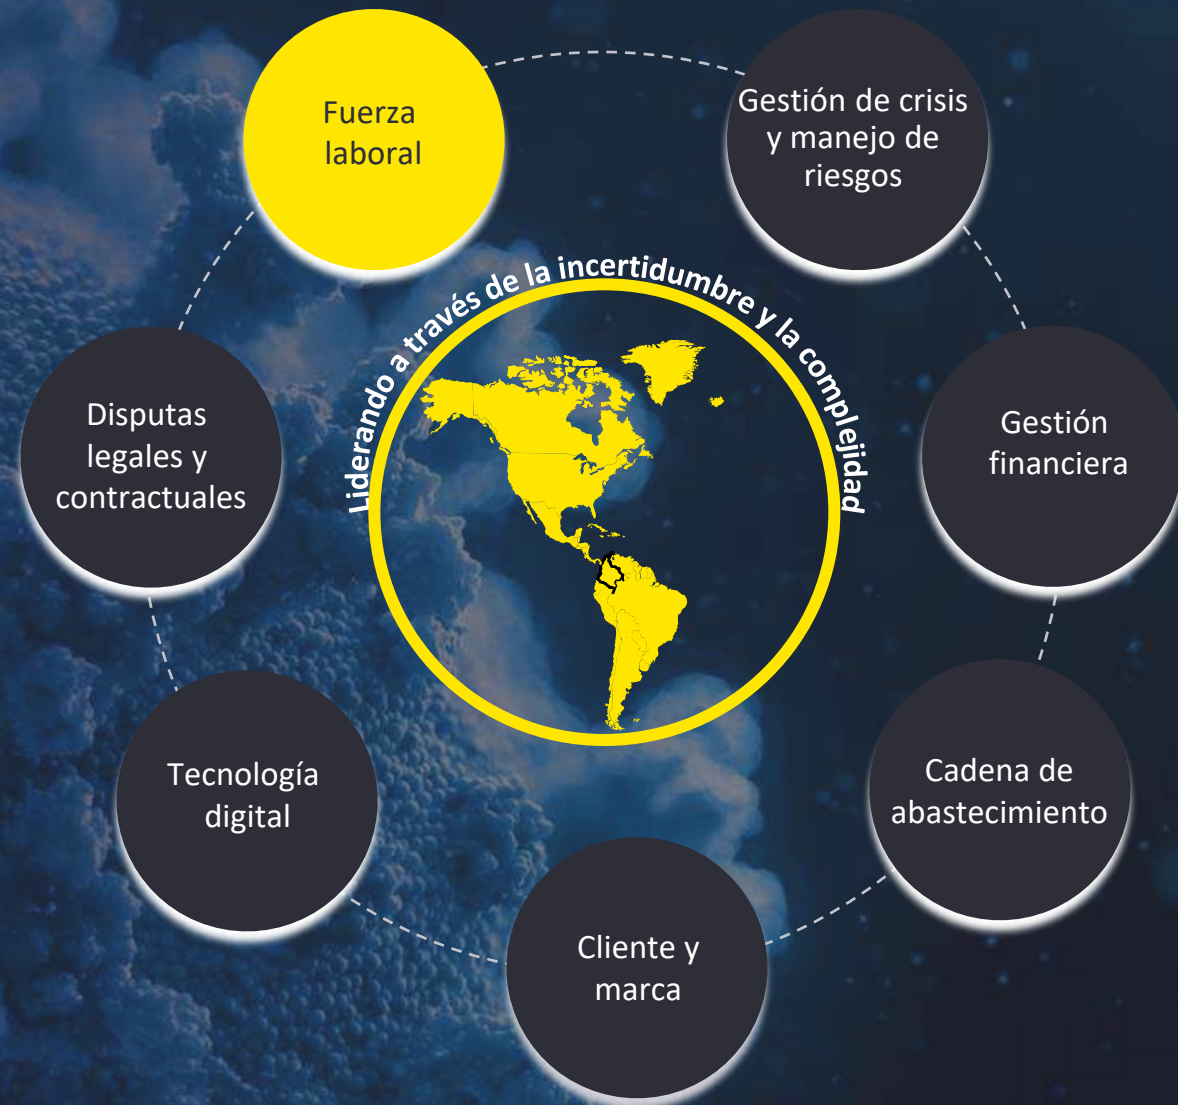 Fuerza
laboral
Gestión de crisis
y manejo de
riesgos
Liderando a través de la incertidumbre y la complejidad
Disputas
legales y
contractuales
Gestión
financiera
Tecnología
digital
Cadena de
abastecimiento
Cliente y
marca